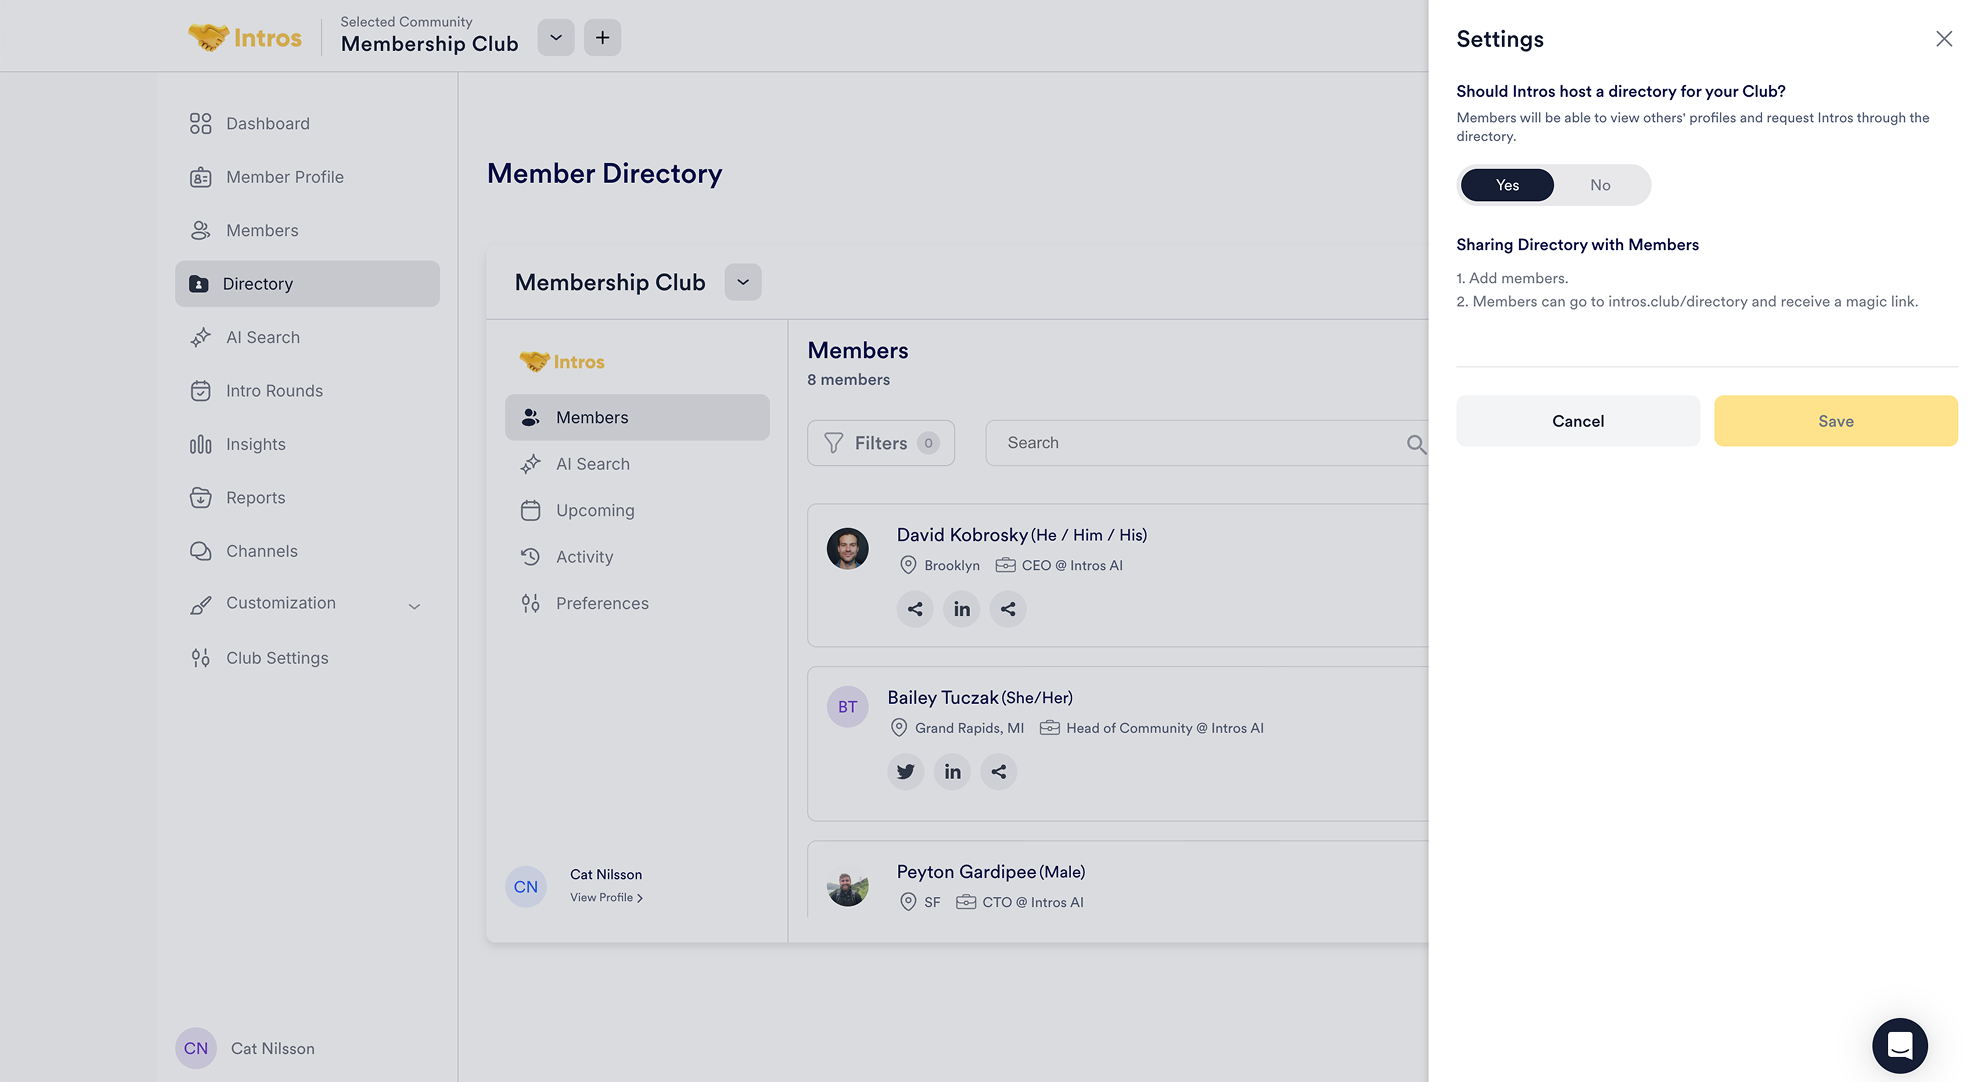 Intros
Selected Community
Membership Club
Dashboard
Member Profile
Members
Directory
AI Search
Intro Rounds
Insights
Reports
Channels
Customization
Club Settings
CN
Cat Nilsson
Member Directory
Membership Club
Intros
Members
AI Search
Upcoming
Activity
Preferences
CN
Cat Nilsson
View Profile
Members
8 members
Filters 0
Search
David Kobrosky (He / Him / His)
Brooklyn CEO @ Intros AI
in
BT
Bailey Tuczak (She/Her)
Grand Rapids, MI Head of Community @ Intros AI
in
Peyton Gardipee (Male)
SF CTO @ Intros AI
Settings
Should Intros host a directory for your Club?
Members will be able to view others' profiles and request Intros through the
directory.
Yes No
Sharing Directory with Members
1. Add members.
2. Members can go to intros.club/directory and receive a magic link.
Cancel Save